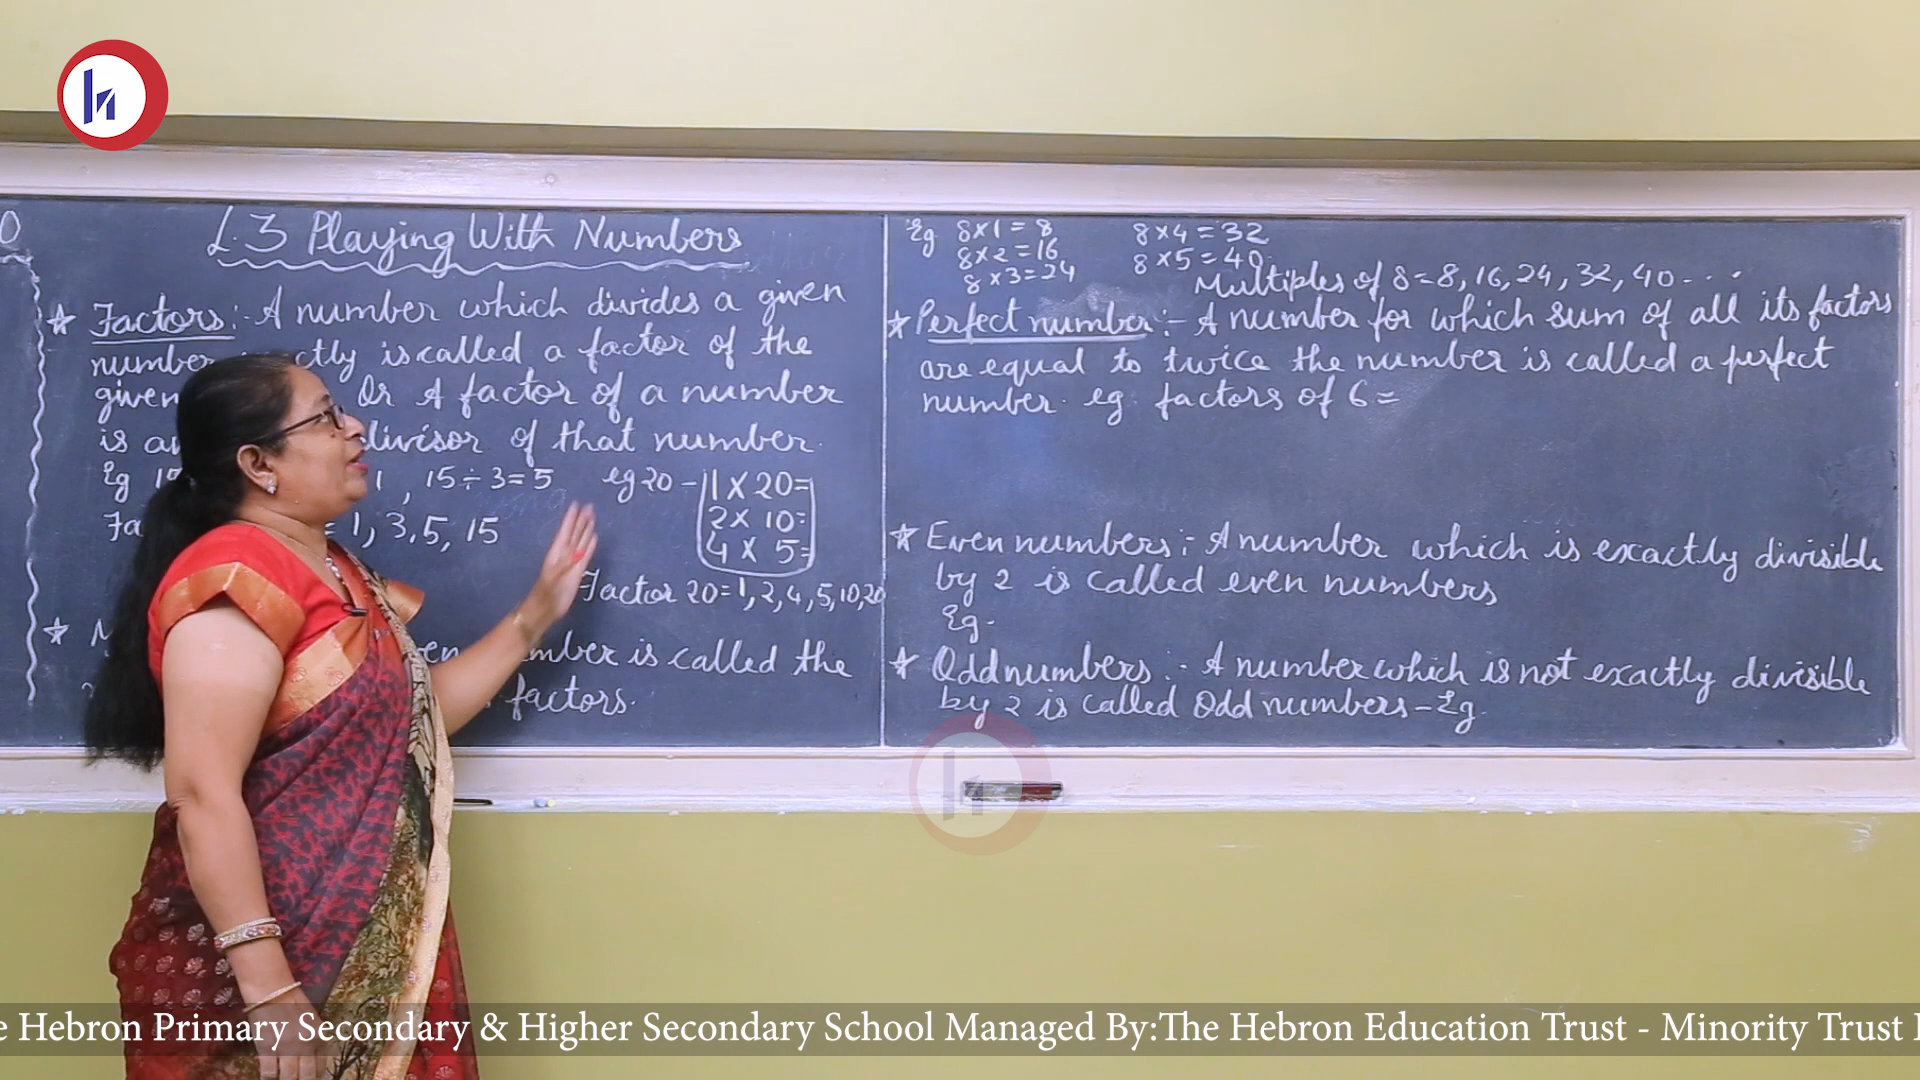 L.3 Playing With Numbers
Factors:- A number which divides a given
number ctly is called a factor of the
given Or A factor of a number
is an divisor of that number.
Eg 15 1, 15÷3=5
Fa = 1, 3,5, 15
eg 20 - 1 X 20=
2 X 10=
4 X 5=
Factor 20=1,2,4,5,10,20
number is called the
factors.
Eg 8×1=8
8×2=16
8×3=24
8×4=32
8×5=40
Multiples of 8=8,16,24,32,40...
Perfect number:- A number for which sum of all its factors
are equal to twice the number is called a perfect
number. eg. factors of 6=
Even numbers:- A number which is exactly divisible
by 2 is called even numbers
Eg.
Odd numbers:- A number which is not exactly divisible
by 2 is called Odd numbers-Eg.
e Hebron Primary Secondary & Higher Secondary School Managed By:The Hebron Education Trust - Minority Trust